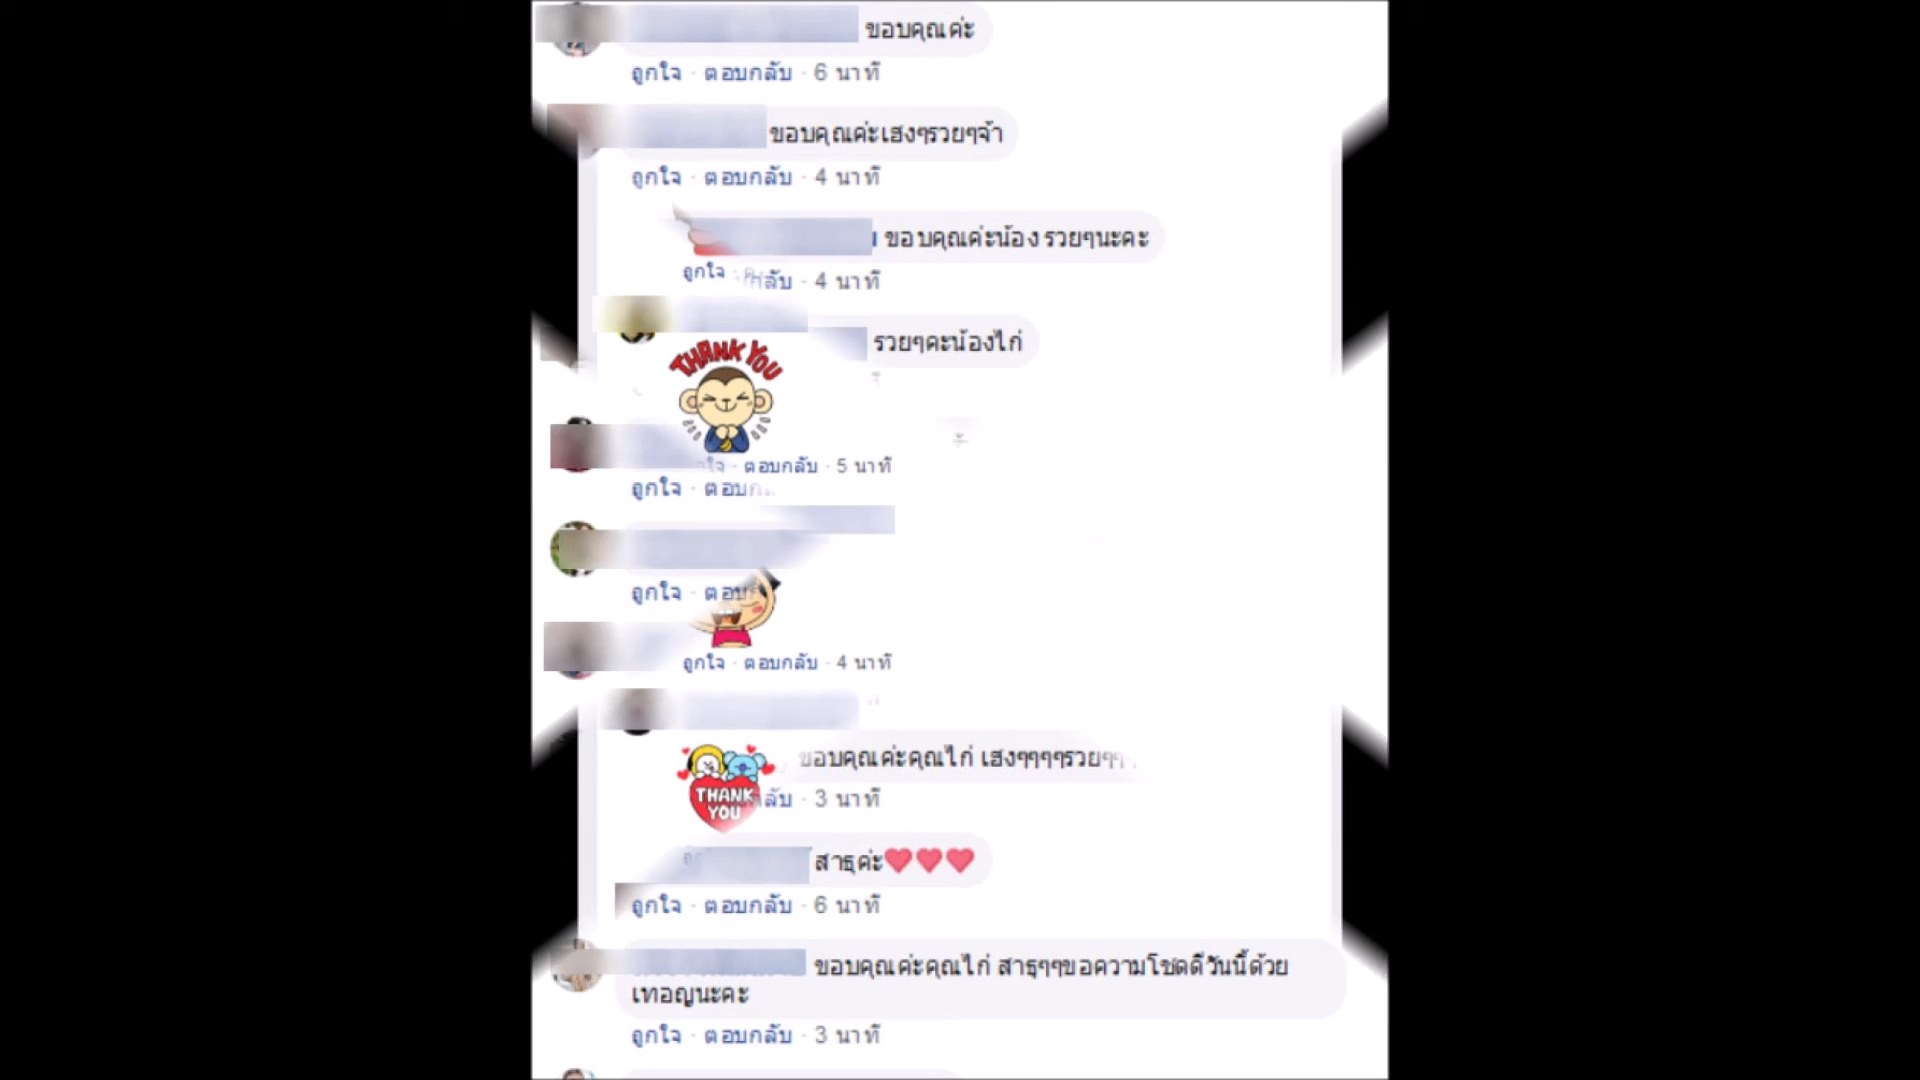 ขอบคุณค่ะ
ถูกใจ · ตอบกลับ · 6 นาที
ขอบคุณค่ะเฮงๆรวยๆจ้า
ถูกใจ · ตอบกลับ · 4 นาที
ขอบคุณค่ะน้อง รวยๆนะคะ
ถูกใจ ·
4 นาที
รวยๆคะน้องไก่
THANK YOU
ตอบกลับ · 5 นาที
ถูกใจ ·
ถูกใจ ·
ถูกใจ · ตอบกลับ · 4 นาที
ขอบคุณค่ะคุณไก่ เฮงๆๆๆๆรวยๆๆ
THANK
YOU
3 นาที
สาธุค่ะ❤❤❤
ถูกใจ · ตอบกลับ · 6 นาที
ขอบคุณค่ะคุณไก่ สาธุๆๆขอความโชดดีวันนี้ด้วย
เทอญนะคะ
ถูกใจ · ตอบกลับ · 3 นาที